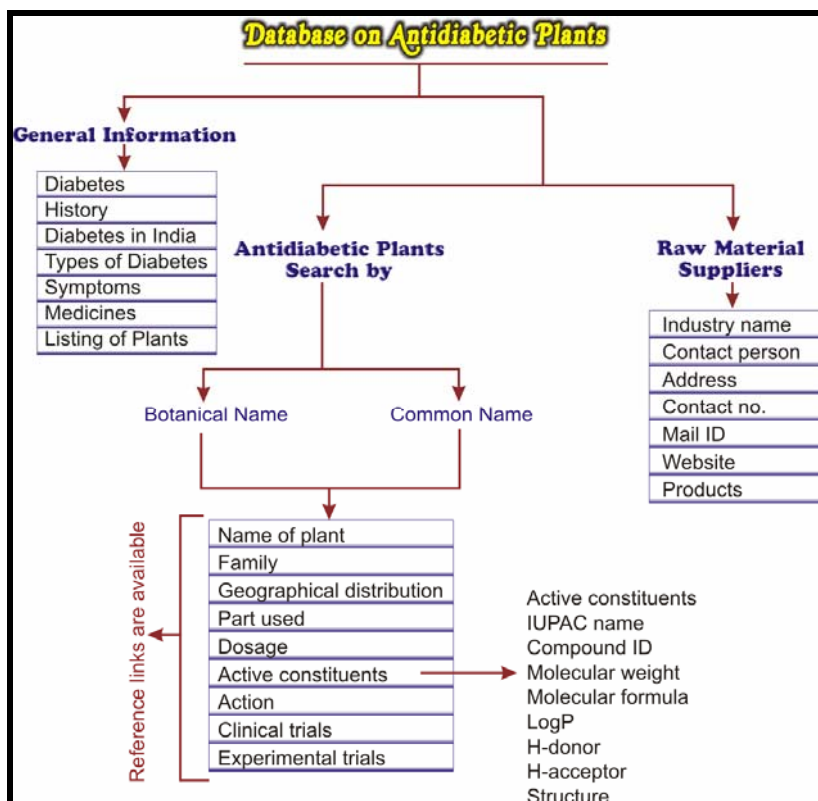 Database on Antidiabetic Plants
General Information
Diabetes
History
Diabetes in India
Types of Diabetes
Symptoms
Medicines
Listing of Plants
Antidiabetic Plants
Search by
Raw Material
Suppliers
Industry name
Contact person
Address
Contact no.
Mail ID
Website
Products
Botanical Name
Common Name
Reference links are available
Name of plant
Family
Geographical distribution
Part used
Dosage
Active constituents
Action
Clinical trials
Experimental trials
Active constituents
IUPAC name
Compound ID
Molecular weight
Molecular formula
LogP
H-donor
H-acceptor
Structure